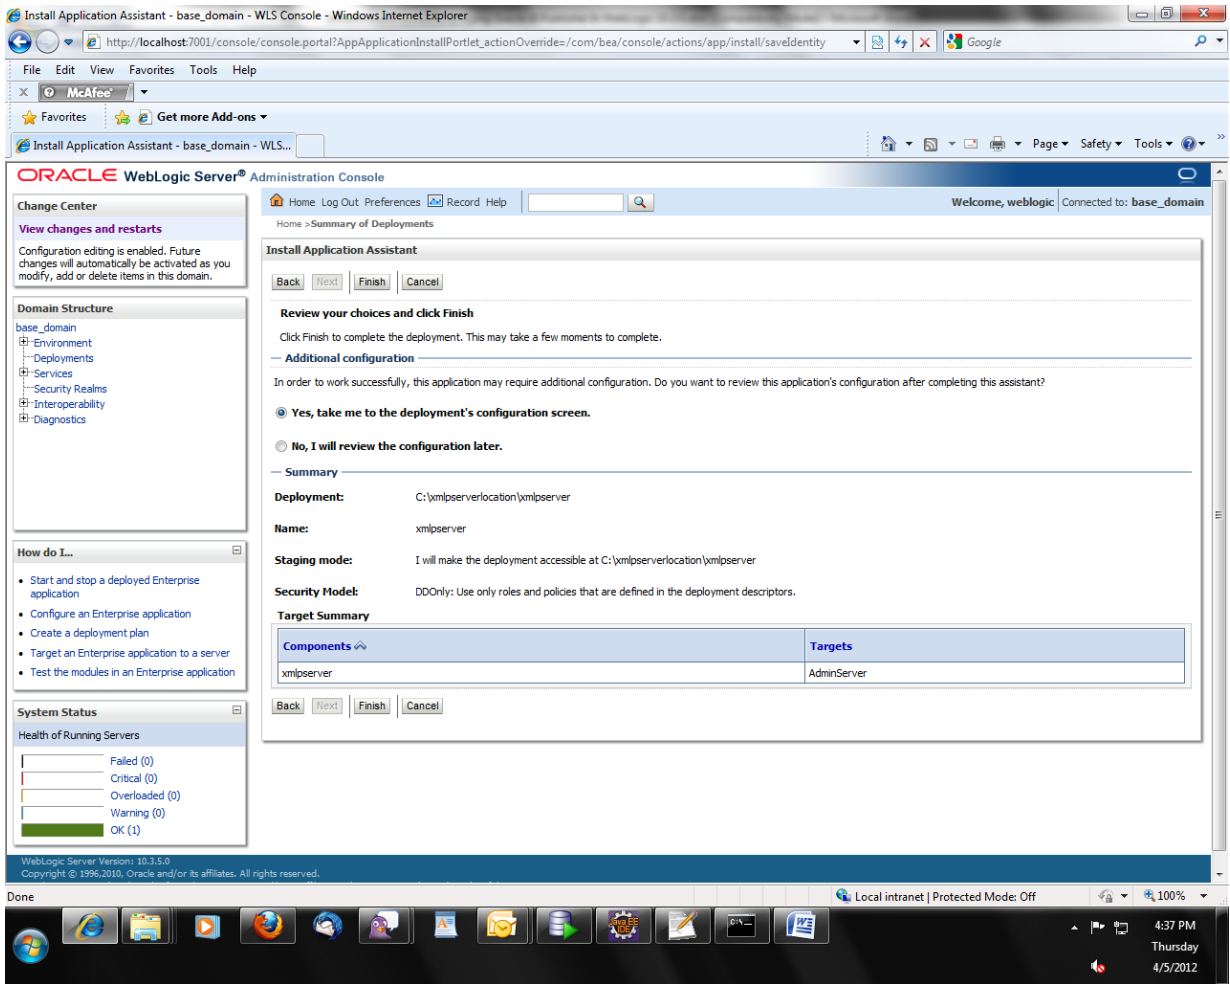 Install Application Assistant - base_domain - WLS Console - Windows Internet Explorer
http://localhost:7001/console/console.portal?AppApplicationInstallPortlet_actionOverride=/com/bea/console/actions/app/install/saveIdentity
Google
File Edit View Favorites Tools Help
x McAfee
Favorites Get more Add-ons
Install Application Assistant - base_domain - WLS...
Page Safety Tools
ORACLE WebLogic Server® Administration Console
Change Center
View changes and restarts
Configuration editing is enabled. Future
changes will automatically be activated as you
modify, add or delete items in this domain.
Domain Structure
base_domain
Environment
Deployments
Services
Security Realms
Interoperability
Diagnostics
How do I...
Start and stop a deployed Enterprise
application
Configure an Enterprise application
Create a deployment plan
Target an Enterprise application to a server
Test the modules in an Enterprise application
System Status
Health of Running Servers
Failed (0)
Critical (0)
Overloaded (0)
Warning (0)
OK (1)
Home Log Out Preferences Record Help
Welcome, weblogic Connected to: base_domain
Home >Summary of Deployments
Install Application Assistant
Back Next Finish Cancel
Review your choices and click Finish
Click Finish to complete the deployment. This may take a few moments to complete.
Additional configuration
In order to work successfully, this application may require additional configuration. Do you want to review this application's configuration after completing this assistant?
Yes, take me to the deployment's configuration screen.
No, I will review the configuration later.
Summary
Deployment: C:\xmlpserverlocation\xmlpserver
Name: xmlpserver
Staging mode: I will make the deployment accessible at C:\xmlpserverlocation\xmlpserver
Security Model: DDOnly: Use only roles and policies that are defined in the deployment descriptors.
Target Summary
Components Targets
xmlpserver AdminServer
Back Next Finish Cancel
WebLogic Server Version: 10.3.5.0
Copyright © 1996,2010, Oracle and/or its affiliates. All rights reserved.
Done
Local intranet | Protected Mode: Off
100%
4:37 PM
Thursday
4/5/2012